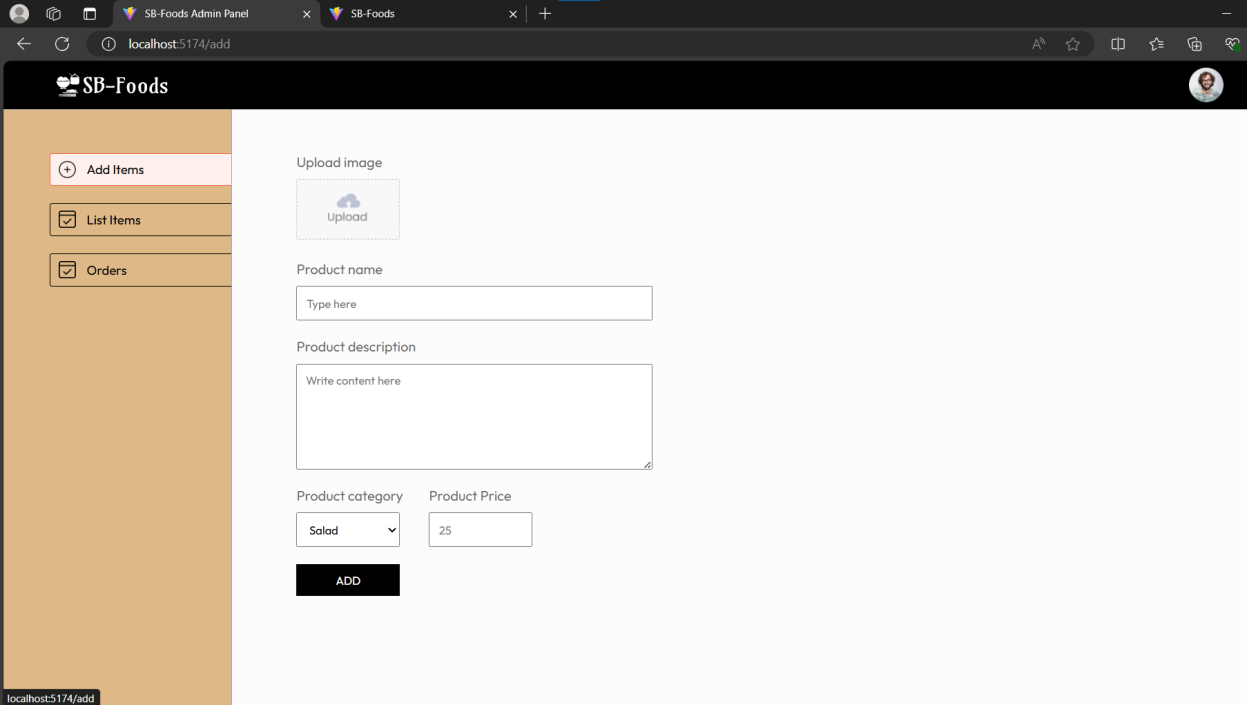 SB-Foods Admin Panel
SB-Foods
localhost:5174/add
SB-Foods
Add Items
List Items
Orders
Upload image
Upload
Product name
Type here
Product description
Write content here
Product category
Product Price
Salad
25
ADD
localhost:5174/add